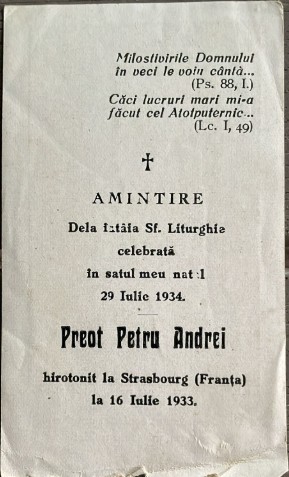 Milostivirile Domnului
în veci le voiu cânta...
(Ps. 88, I.)
Căci lucruri mari mi-a
făcut cel Atotputernic...
(Lc. I, 49)
✝
AMINTIRE
Dela întâia Sf. Liturghie
celebrată
în satul meu natal
29 Iulie 1934.
Preot Petru Andrei
hirotonit la Strasbourg (Franța)
la 16 Iulie 1933.